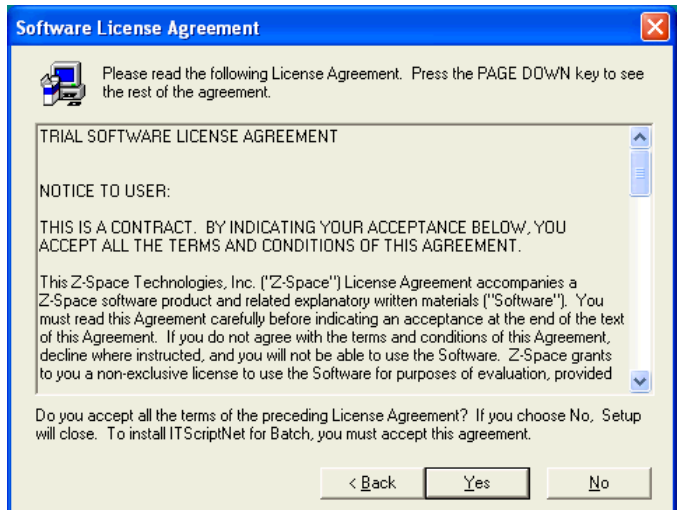 Software License Agreement
Please read the following License Agreement. Press the PAGE DOWN key to see
the rest of the agreement.
TRIAL SOFTWARE LICENSE AGREEMENT
NOTICE TO USER:
THIS IS A CONTRACT. BY INDICATING YOUR ACCEPTANCE BELOW, YOU
ACCEPT ALL THE TERMS AND CONDITIONS OF THIS AGREEMENT.
This Z-Space Technologies, Inc. ("Z-Space") License Agreement accompanies a
Z-Space software product and related explanatory written materials ("Software"). You
must read this Agreement carefully before indicating an acceptance at the end of the text
of this Agreement. If you do not agree with the terms and conditions of this Agreement,
decline where instructed, and you will not be able to use the Software. Z-Space grants
to you a non-exclusive license to use the Software for purposes of evaluation, provided
Do you accept all the terms of the preceding License Agreement? If you choose No, Setup
will close. To install ITScriptNet for Batch, you must accept this agreement.
< Back
Yes
No